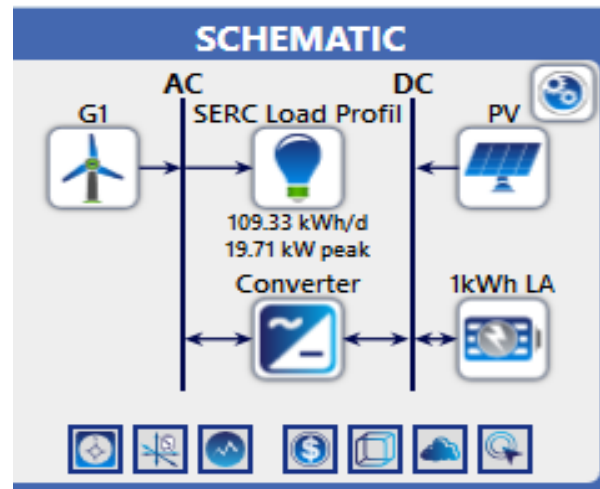 SCHEMATIC
AC DC
G1 SERC Load Profil PV
109.33 kWh/d
19.71 kW peak
Converter 1kWh LA